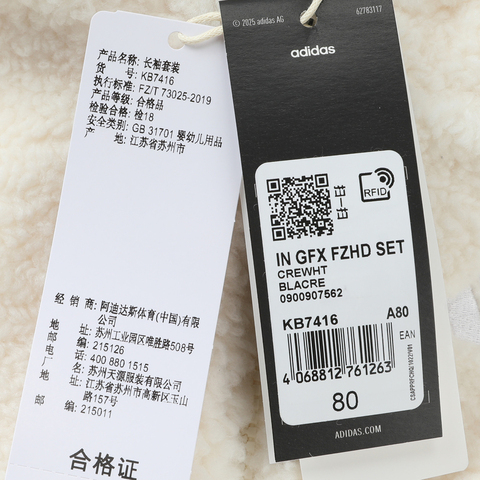 产品名称: 长袖套装
货 号: KB7416
执行标准: FZ/T 73025-2019
产品等级: 合格品
检验合格: 检18
安全类别: GB 31701 婴幼儿用品
产 地: 江苏省苏州市
经 销 商: 阿迪达斯体育(中国)有限
公司
地 址: 苏州工业园区唯胜路508号
邮 编: 215126
电 话: 400 880 1515
厂 名: 苏州天源服装有限公司
地 址: 江苏省苏州市高新区玉山
路157号
邮 编: 215011
合格证
© 2025 adidas AG
62783117
adidas
RFID
IN GFX FZHD SET
CREWHT
BLACRE
0900907562
KB7416 A80
EAN
4 068812 761263
80
ADIDAS.COM